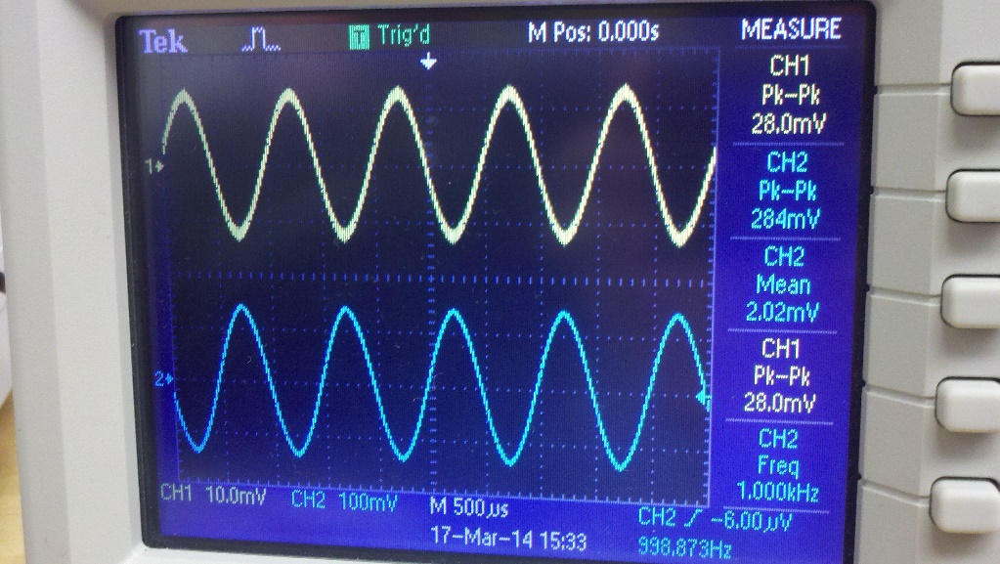 Tek T Trig'd M Pos: 0.000s MEASURE
CH1
Pk-Pk
28.0mV
CH2
Pk-Pk
284mV
CH2
Mean
2.02mV
CH1
Pk-Pk
28.0mV
CH2
Freq
1.000kHz
1
2
CH1 10.0mV CH2 100mV M 500µs CH2 -6.00µV
17-Mar-14 15:33 998.873Hz